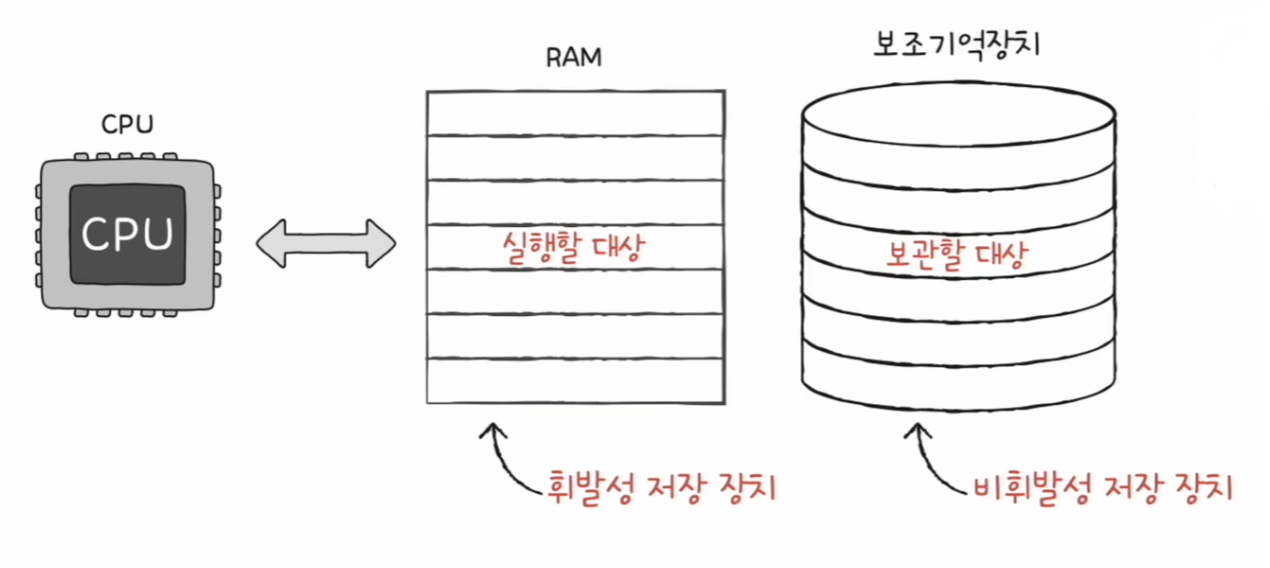 CPU
CPU
RAM
실행할 대상
휘발성 저장 장치
보조기억장치
보관할 대상
비휘발성 저장 장치